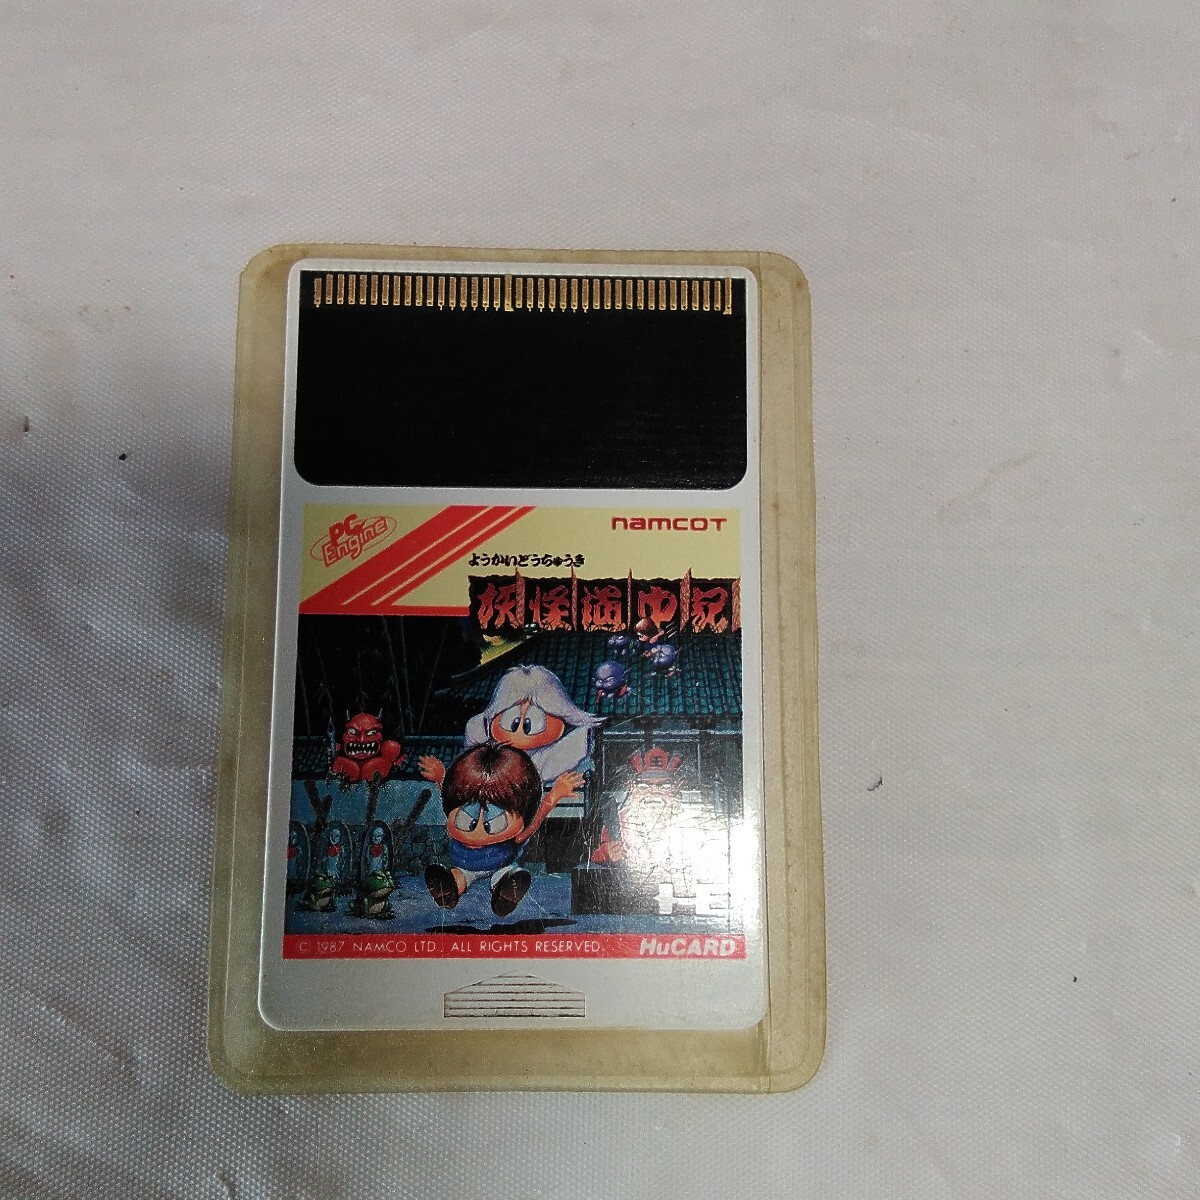 PC Engine
namcot
ようかいどうちゅうき
妖怪道中記
HE
© 1987 NAMCO LTD., ALL RIGHTS RESERVED.
HuCARD